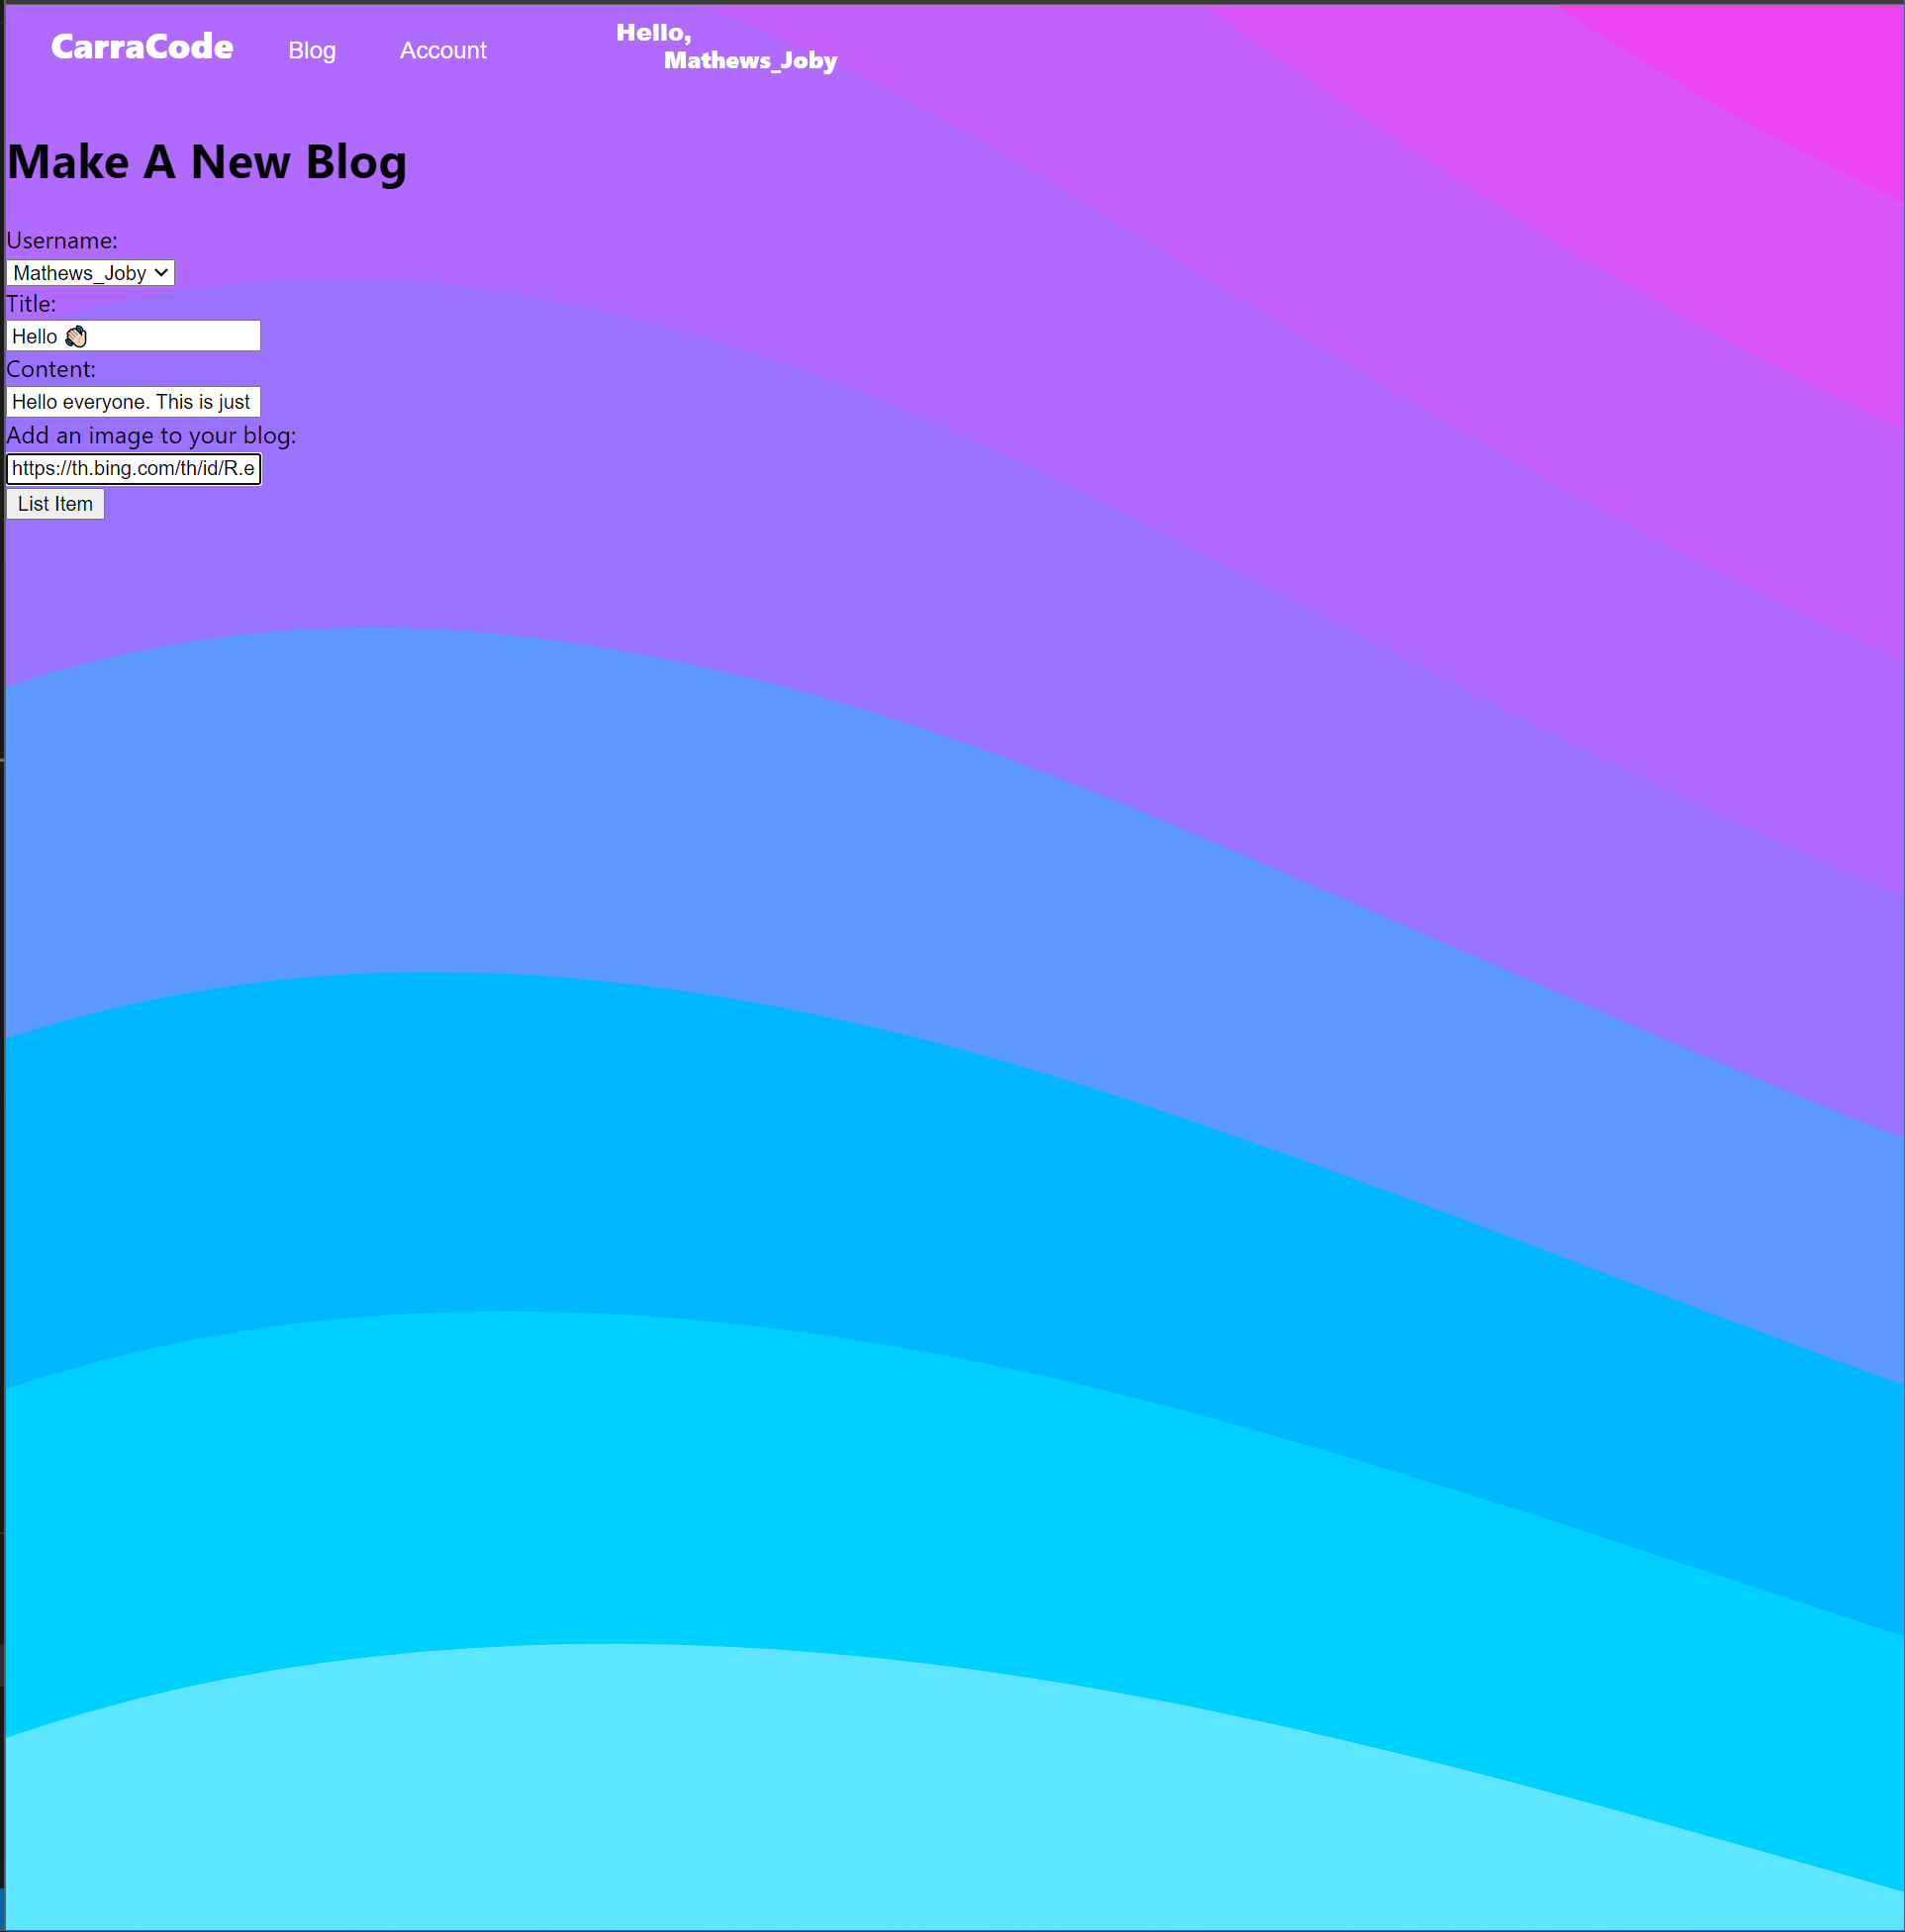 CarraCode Blog Account Hello,
Mathews_Joby
Make A New Blog
Username:
Mathews_Joby
Title:
Hello 👋🏻
Content:
Hello everyone. This is just
Add an image to your blog:
https://th.bing.com/th/id/R.e
List Item